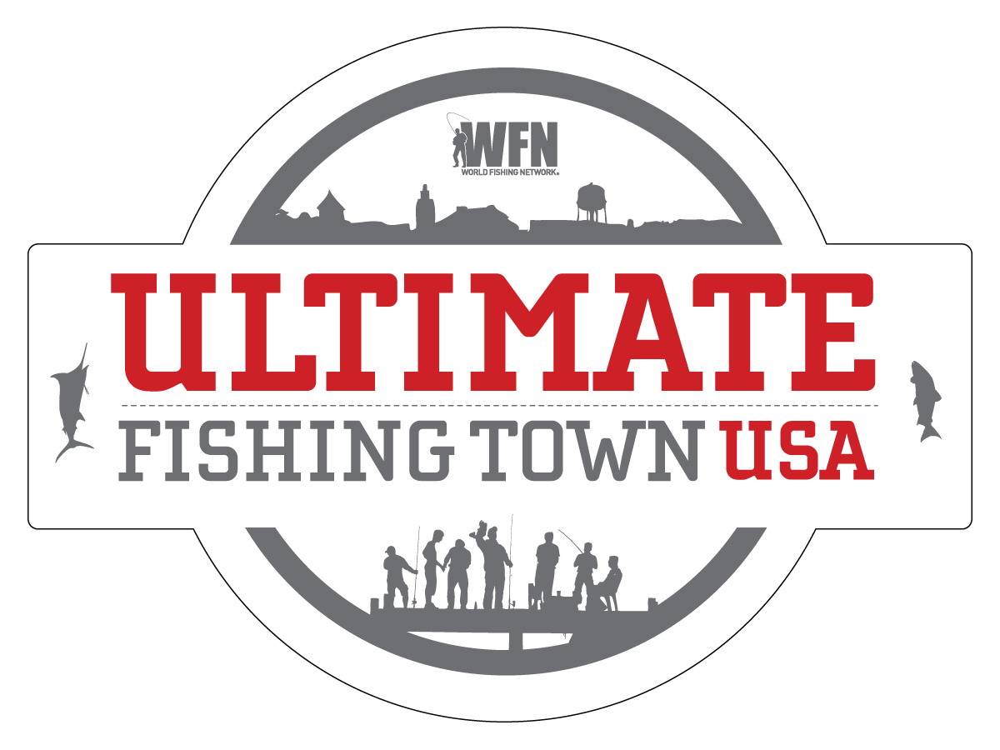 WFN
WORLD FISHING NETWORK
ULTIMATE
FISHING TOWN USA